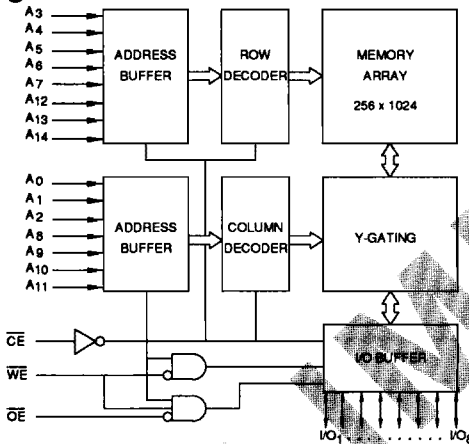 A3
A4
A5
A6
A7
A12
A13
A14
ADDRESS
BUFFER
ROW
DECODER
MEMORY
ARRAY
256 x 1024
A0
A1
A2
A8
A9
A10
A11
ADDRESS
BUFFER
COLUMN
DECODER
Y-GATING
CE
WE
OE
I/O BUFFER
I/O1 . . . . . . . . I/O